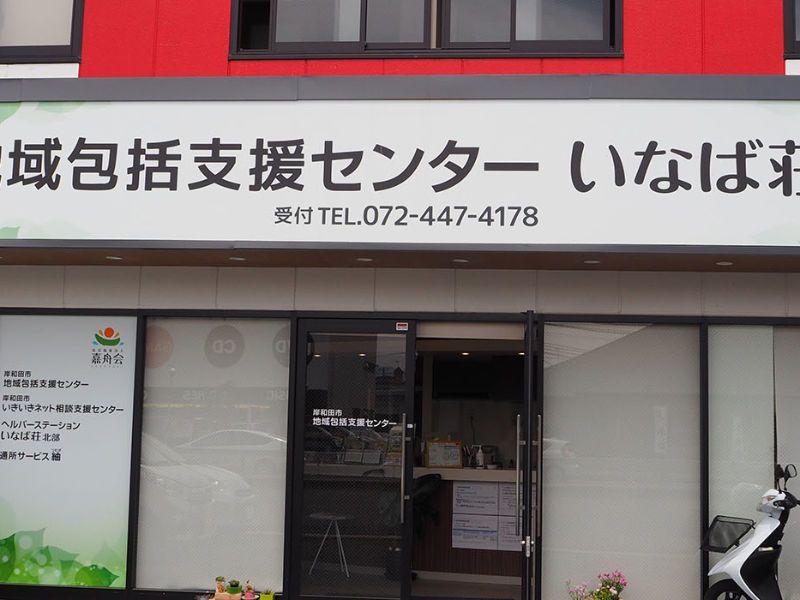 地域包括支援センター いなば荘
受付 TEL.072-447-4178
嘉舟会
岸和田市
地域包括支援センター
岸和田市
いきいきネット相談支援センター
ヘルパーステーション
いなば荘 北部
通所サービス 紬
岸和田市
地域包括支援センター
CD